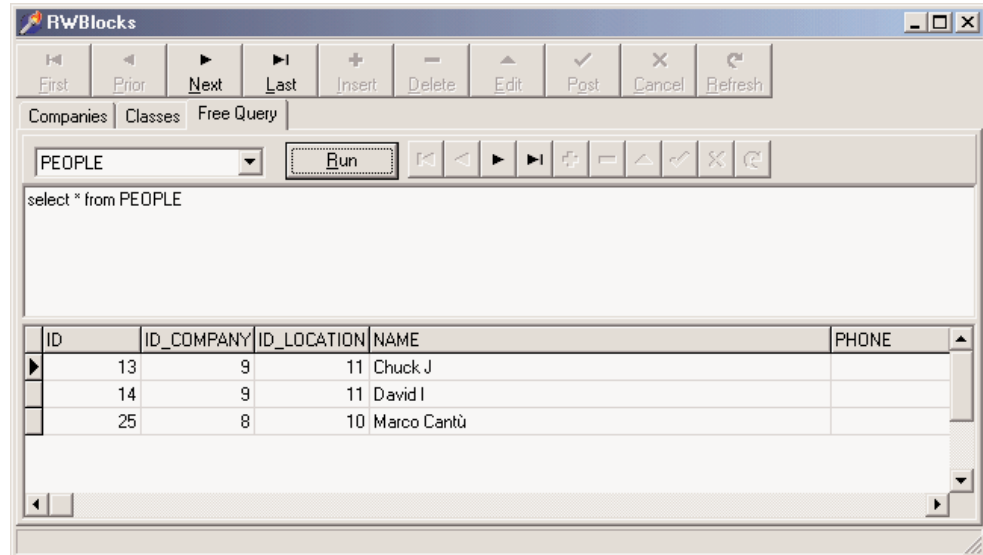 RWBlocks
First Prior Next Last Insert Delete Edit Post Cancel Refresh
Companies Classes Free Query
PEOPLE Run
select * from PEOPLE
ID ID_COMPANY ID_LOCATION NAME PHONE
13 9 11 Chuck J
14 9 11 David I
25 8 10 Marco Cantù